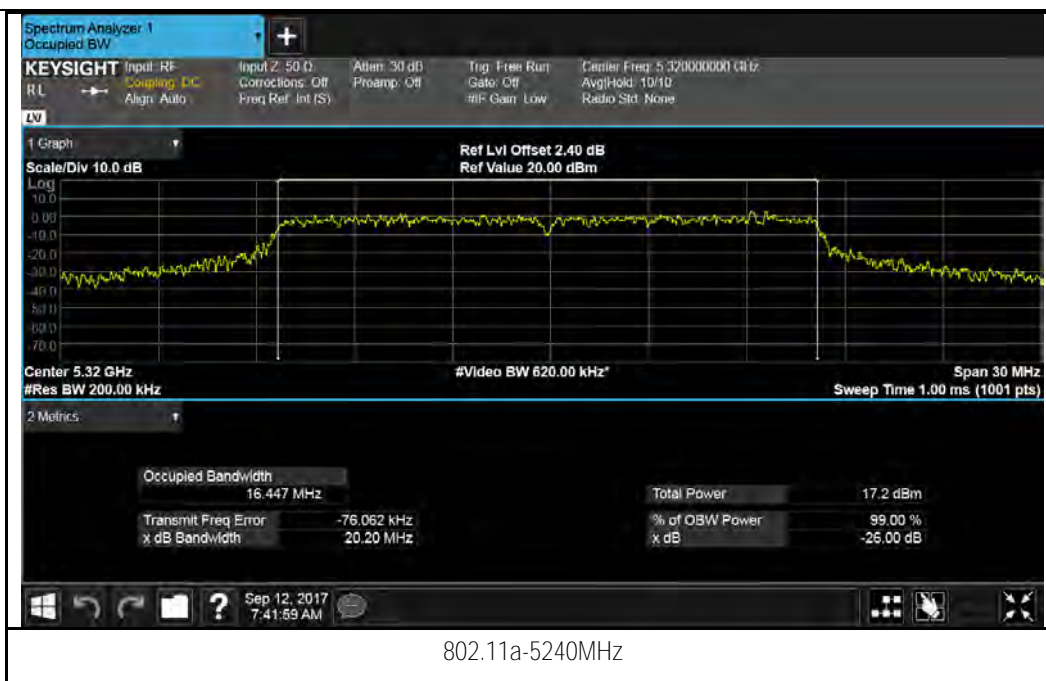 Spectrum Analyzer 1
Occupied BW
+
KEYSIGHT Input: RF Input Z: 50 Ω Atten: 30 dB Trig: Free Run Center Freq: 5.320000000 GHz
RL Coupling: DC Corrections: Off Preamp: Off Gate: Off Avg|Hold: 10/10
Align: Auto Freq Ref: Int (S) #IF Gain: Low Radio Std: None
LXI
1 Graph
Ref Lvl Offset 2.40 dB
Scale/Div 10.0 dB Ref Value 20.00 dBm
Log
10.0
0.00
-10.0
-20.0
-30.0
-40.0
-50.0
-60.0
-70.0
Center 5.32 GHz #Video BW 620.00 kHz* Span 30 MHz
#Res BW 200.00 kHz Sweep Time 1.00 ms (1001 pts)
2 Metrics
Occupied Bandwidth
16.447 MHz Total Power 17.2 dBm
Transmit Freq Error -76.062 kHz % of OBW Power 99.00 %
x dB Bandwidth 20.20 MHz x dB -26.00 dB
? Sep 12, 2017
7:41:59 AM
802.11a-5240MHz